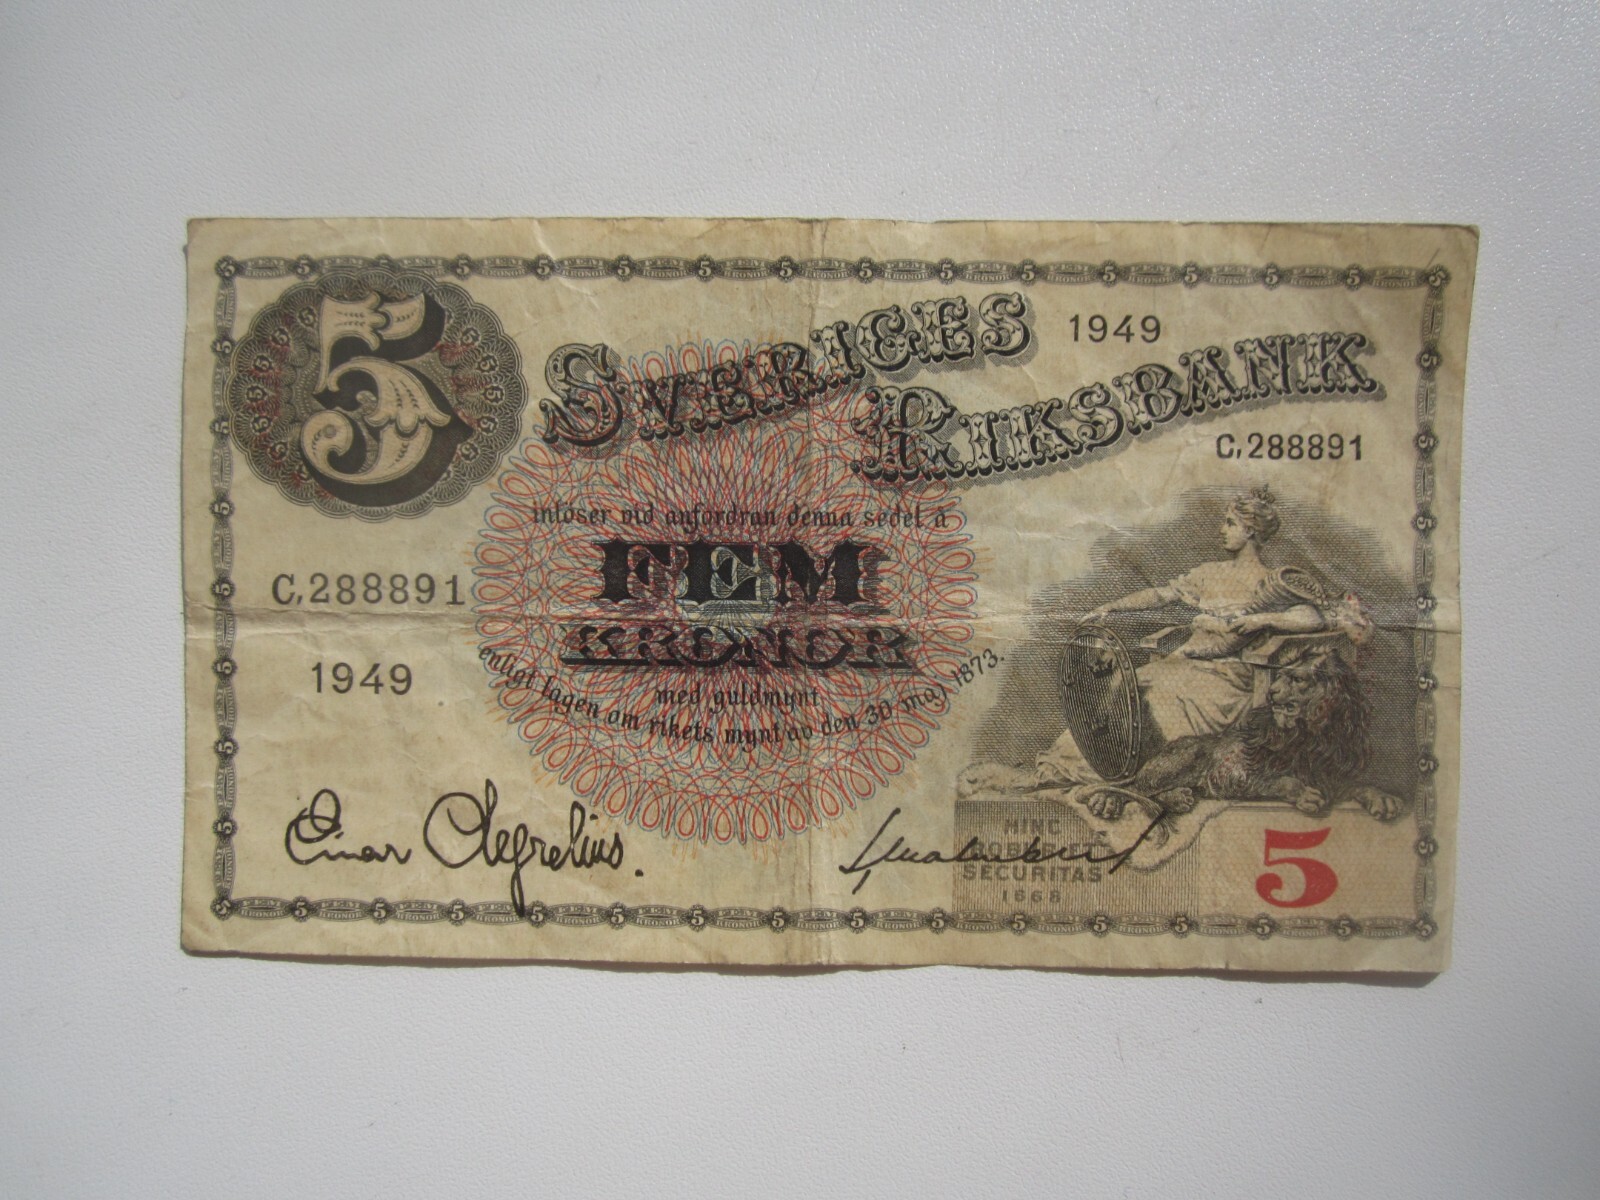 5
SVERIGES
RIKSBANK
1949
C,288891
inlöser vid anfordran denna sedel å
FEM
KRONOR
med guldmynt
enligt lagen om rikets mynt av den 30 maj 1873.
C,288891
1949
Einar
HINC
SECURITAS
1668
5